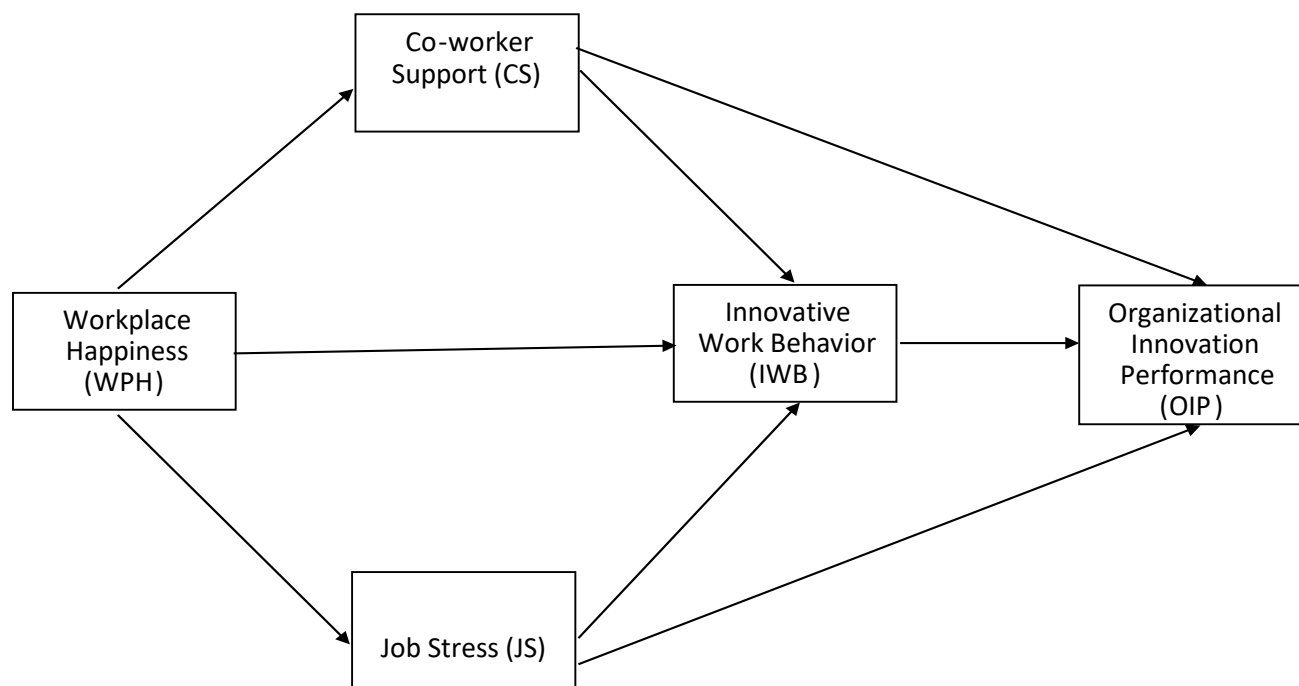 Co-worker
Support (CS)
Workplace
Happiness
(WPH)
Innovative
Work Behavior
(IWB)
Organizational
Innovation
Performance
(OIP)
Job Stress (JS)